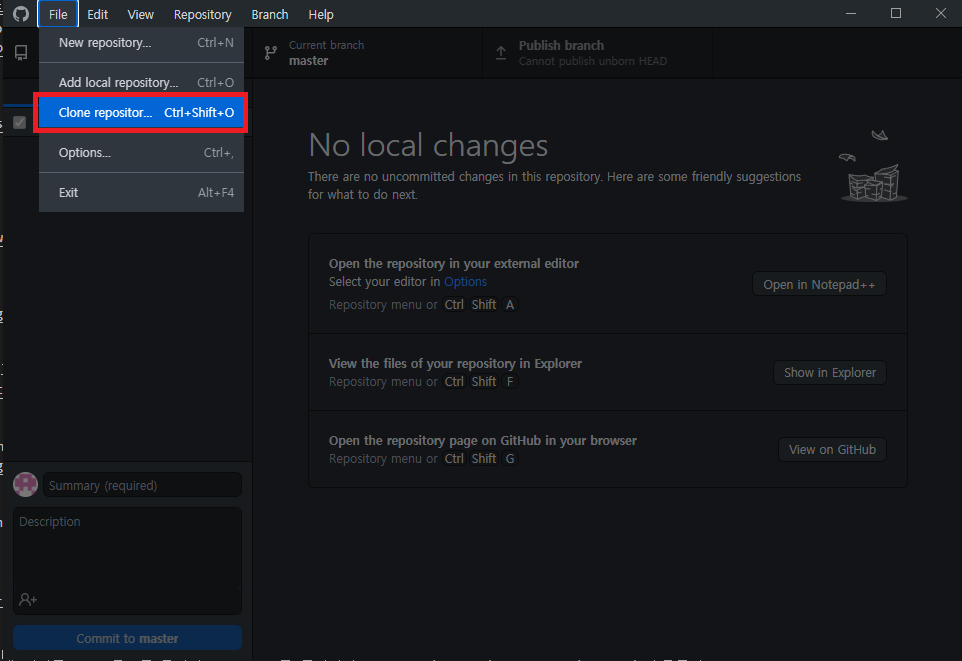 File Edit View Repository Branch Help
New repository... Ctrl+N
Add local repository... Ctrl+O
Clone repositor... Ctrl+Shift+O
Options... Ctrl+,
Exit Alt+F4
Current branch
master
Publish branch
Cannot publish unborn HEAD
No local changes
There are no uncommitted changes in this repository. Here are some friendly suggestions
for what to do next.
Open the repository in your external editor
Select your editor in Options
Repository menu or Ctrl Shift A
Open in Notepad++
View the files of your repository in Explorer
Repository menu or Ctrl Shift F
Show in Explorer
Open the repository page on GitHub in your browser
Repository menu or Ctrl Shift G
View on GitHub
Summary (required)
Description
Commit to master